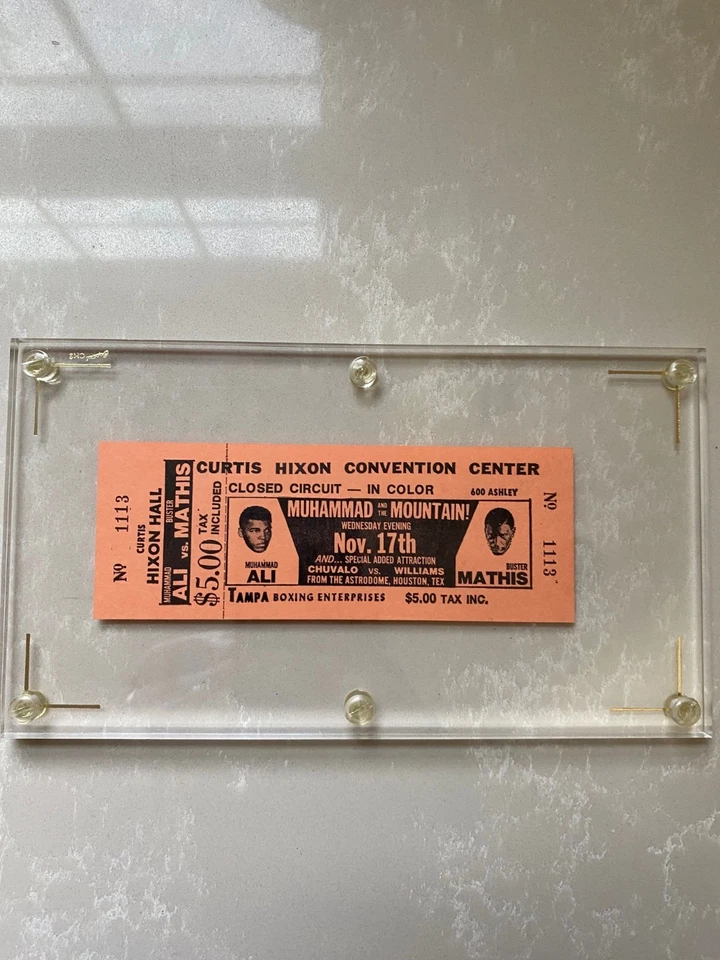 Nº 1113
CURTIS
HIXON HALL
MUHAMMAD BUSTER
ALI vs. MATHIS
$5.00 TAX INCLUDED
CURTIS HIXON CONVENTION CENTER
CLOSED CIRCUIT — IN COLOR 600 ASHLEY
MUHAMMAD AND THE MOUNTAIN!
WEDNESDAY EVENING
Nov. 17th
AND... SPECIAL ADDED ATTRACTION
CHUVALO vs. WILLIAMS
FROM THE ASTRODOME, HOUSTON, TEX
MUHAMMAD
ALI
BUSTER
MATHIS
TAMPA BOXING ENTERPRISES $5.00 TAX INC.
Nº 1113